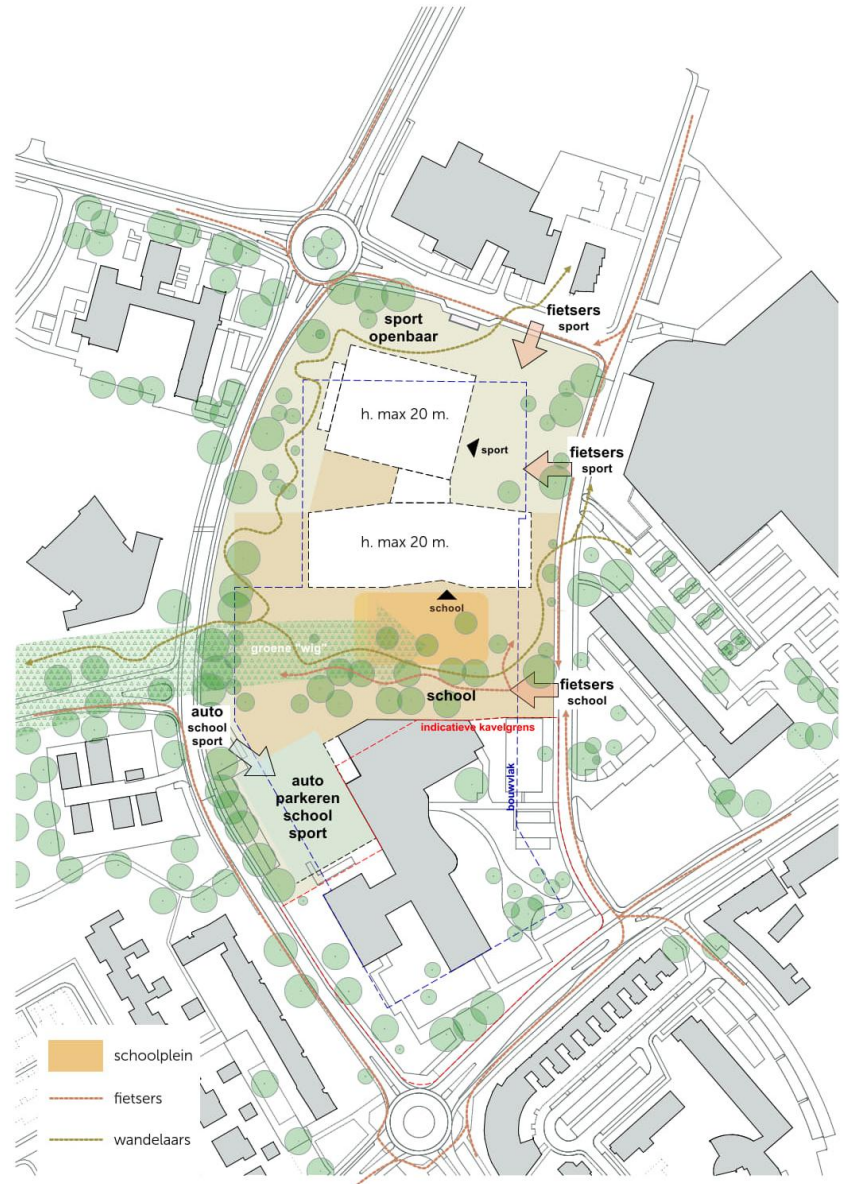 fietsers
sport
sport
openbaar
h. max 20 m.
sport
fietsers
sport
h. max 20 m.
school
groene "wig"
school
fietsers
school
auto
school
sport
indicatieve kavelgrens
auto
parkeren
school
sport
bouwvlak
schoolplein
fietsers
wandelaars